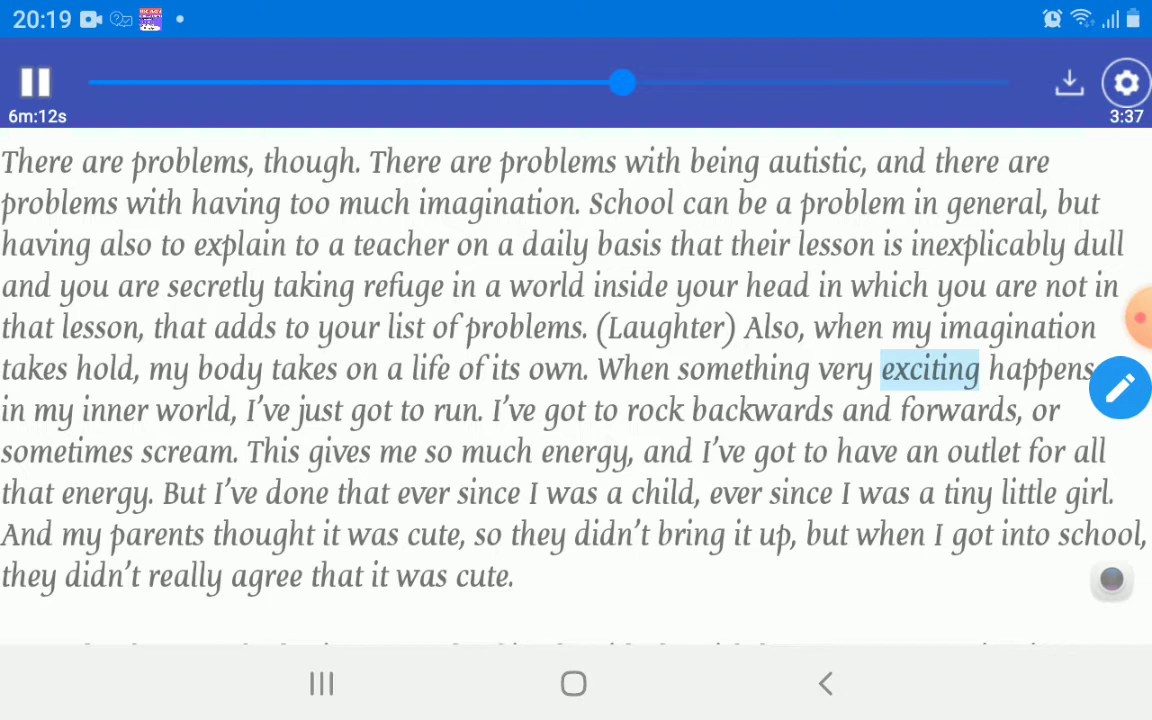 20:19
6m:12s
3:37
There are problems, though. There are problems with being autistic, and there are
problems with having too much imagination. School can be a problem in general, but
having also to explain to a teacher on a daily basis that their lesson is inexplicably dull
and you are secretly taking refuge in a world inside your head in which you are not in
that lesson, that adds to your list of problems. (Laughter) Also, when my imagination
takes hold, my body takes on a life of its own. When something very exciting happens
in my inner world, I've just got to run. I've got to rock backwards and forwards, or
sometimes scream. This gives me so much energy, and I've got to have an outlet for all
that energy. But I've done that ever since I was a child, ever since I was a tiny little girl.
And my parents thought it was cute, so they didn't bring it up, but when I got into school,
they didn't really agree that it was cute.